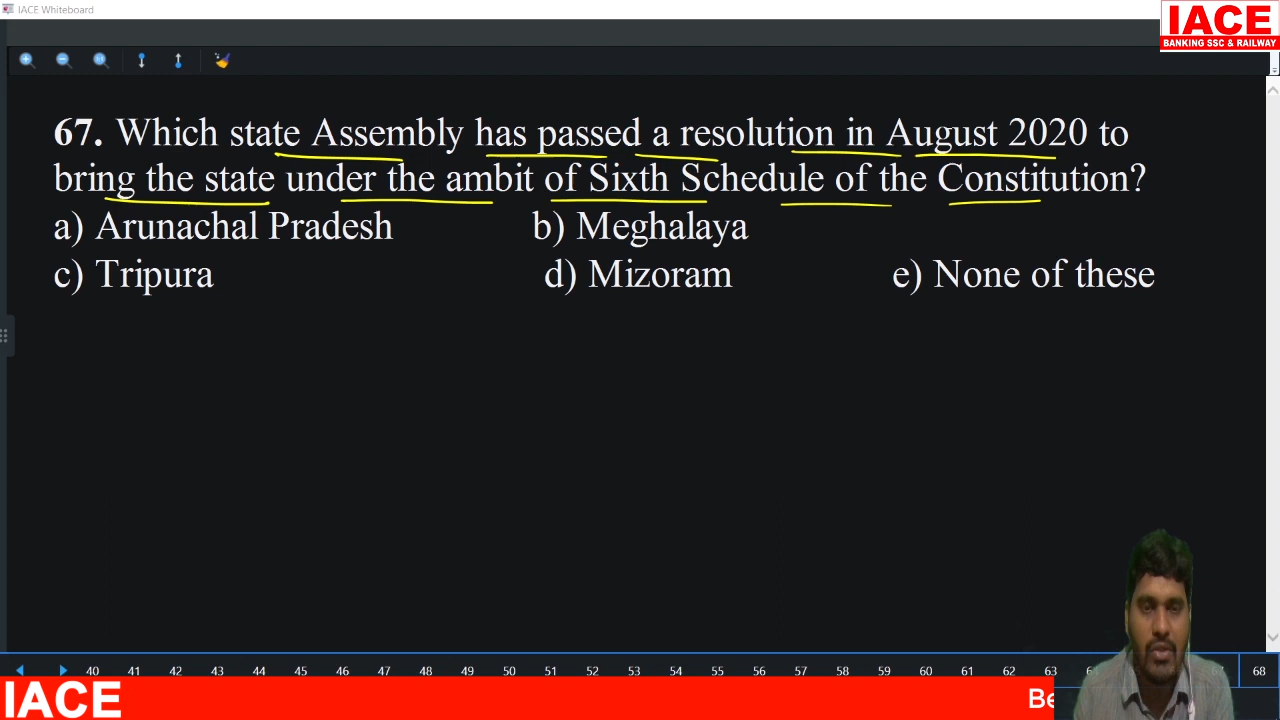 IACE Whiteboard
IACE
BANKING SSC & RAILWAY
67. Which state Assembly has passed a resolution in August 2020 to
bring the state under the ambit of Sixth Schedule of the Constitution?
a) Arunachal Pradesh b) Meghalaya
c) Tripura d) Mizoram e) None of these
40 41 42 43 44 45 46 47 48 49 50 51 52 53 54 55 56 57 58 59 60 61 62 63 68
IACE